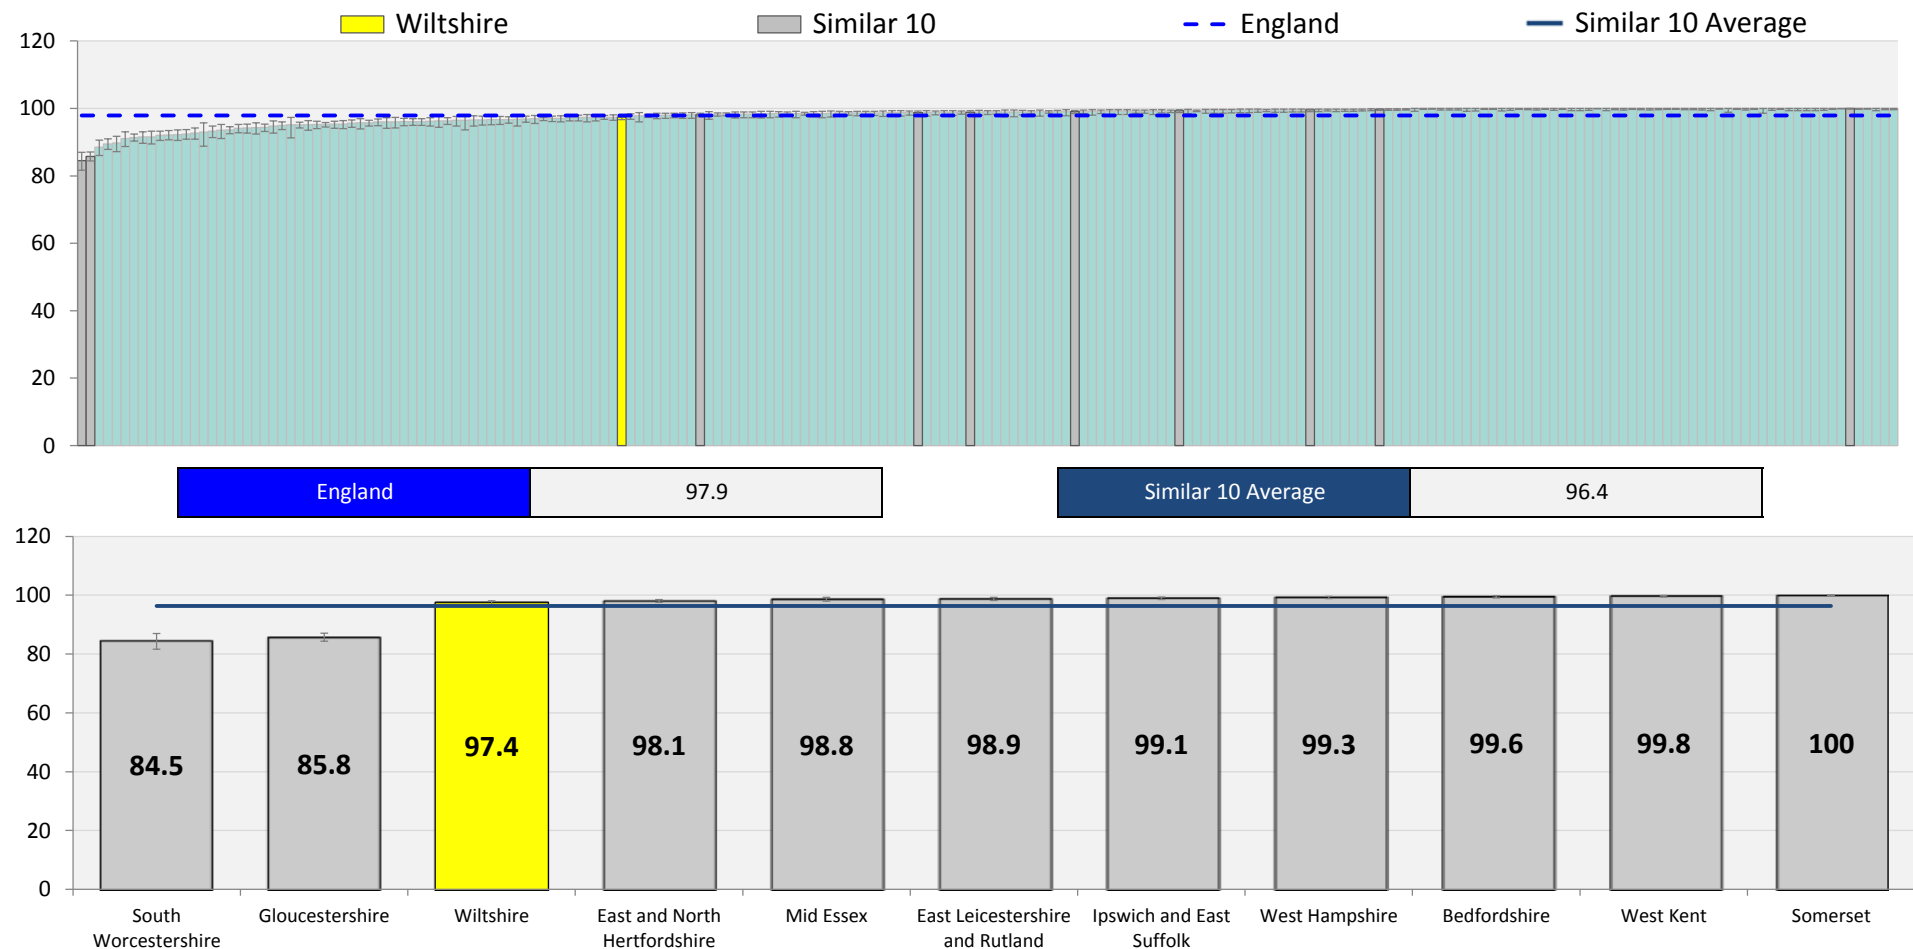 Wiltshire Similar 10 England Similar 10 Average
120
100
80
60
40
20
0
England 97.9 Similar 10 Average 96.4
120
100
80
60
40
20
0
84.5 85.8 97.4 98.1 98.8 98.9 99.1 99.3 99.6 99.8 100
South Gloucestershire Wiltshire East and North Mid Essex East Leicestershire Ipswich and East West Hampshire Bedfordshire West Kent Somerset
Worcestershire Hertfordshire and Rutland Suffolk